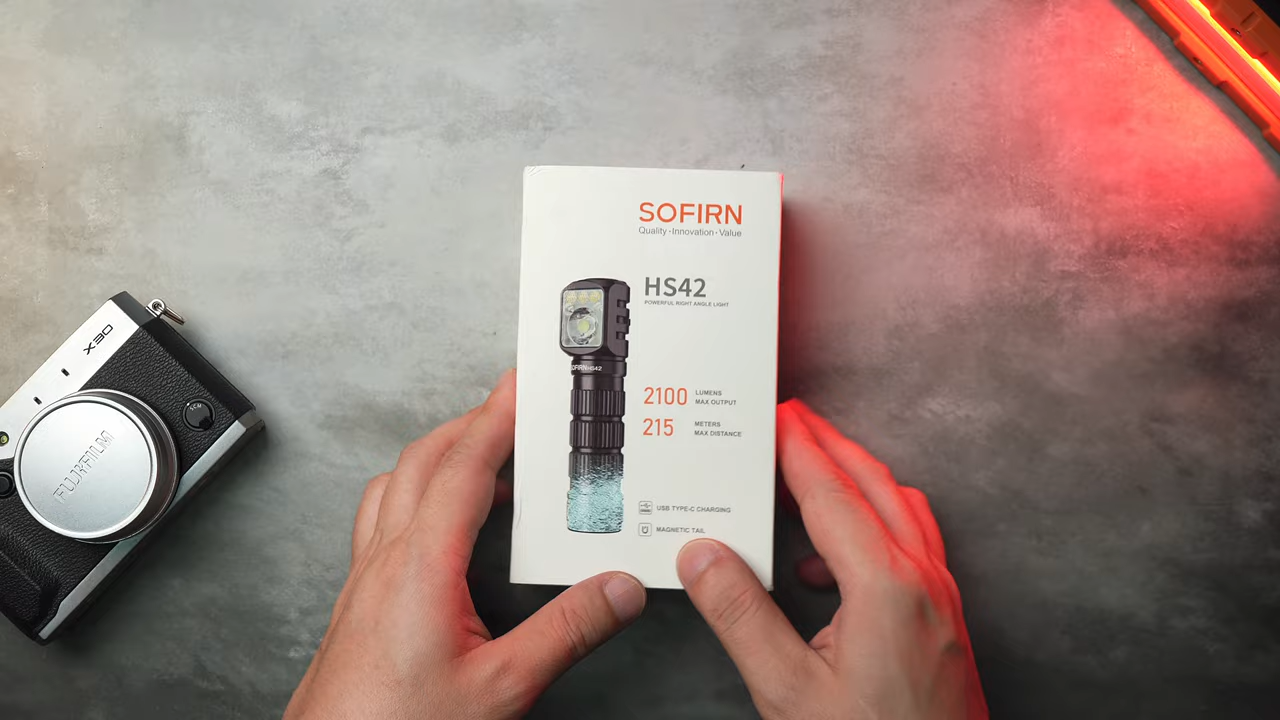 SOFIRN
Quality · Innovation · Value
HS42
POWERFUL RIGHT ANGLE LIGHT
SOFIRN HS42
2100 LUMENS
MAX OUTPUT
215 METERS
MAX DISTANCE
USB TYPE-C CHARGING
MAGNETIC TAIL
X30
FUJIFILM